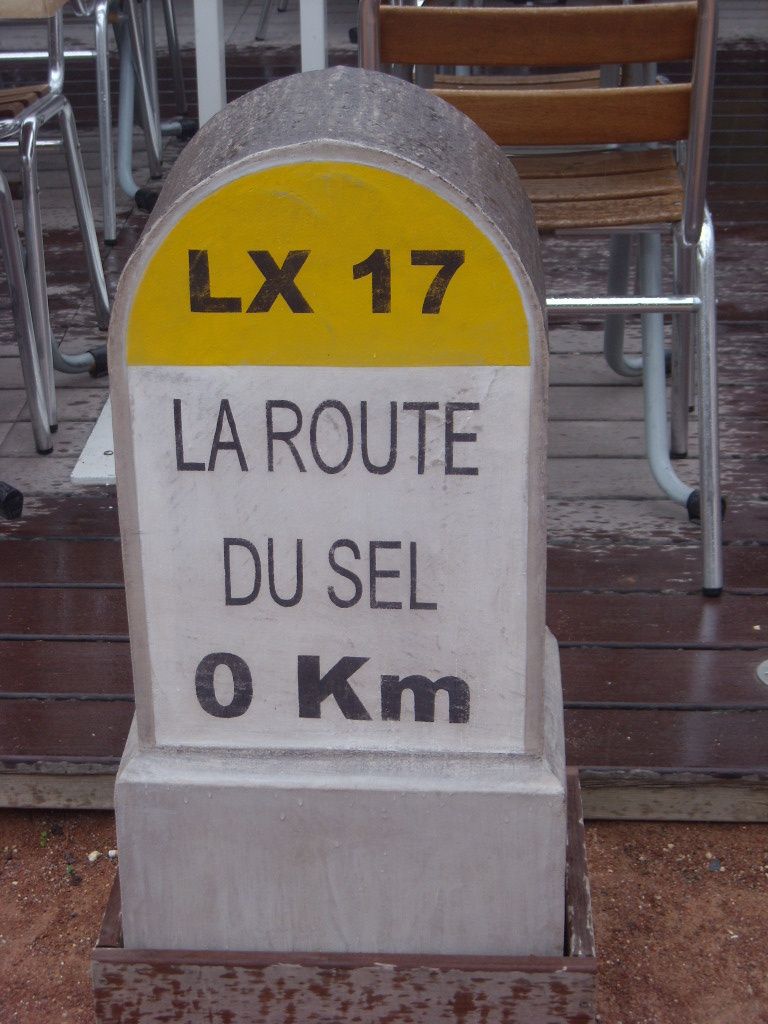 LX 17
LA ROUTE
DU SEL
0 Km